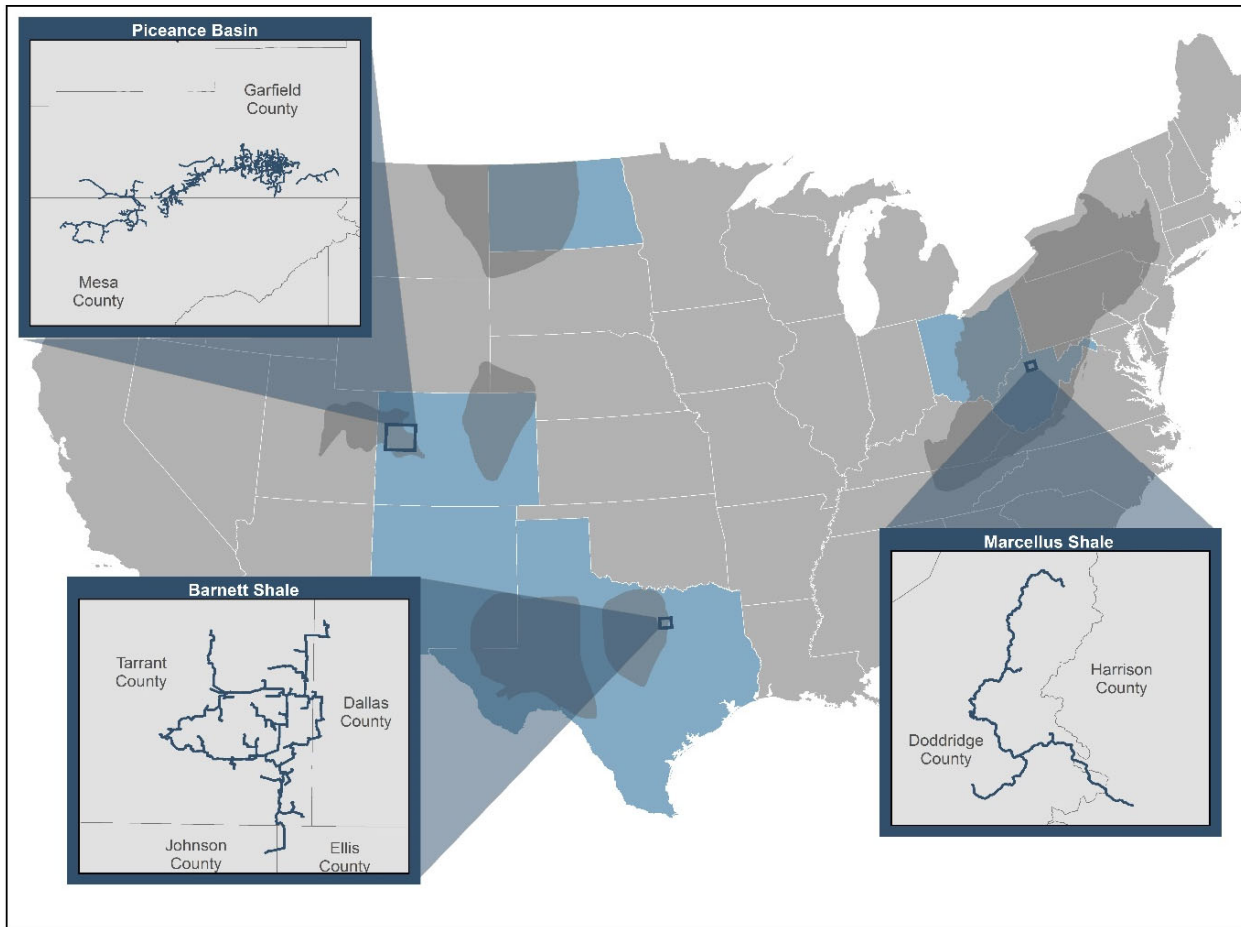 Piceance Basin
Garfield
County
Mesa
County
Barnett Shale
Tarrant
County
Dallas
County
Johnson
County
Ellis
County
Marcellus Shale
Harrison
County
Doddridge
County